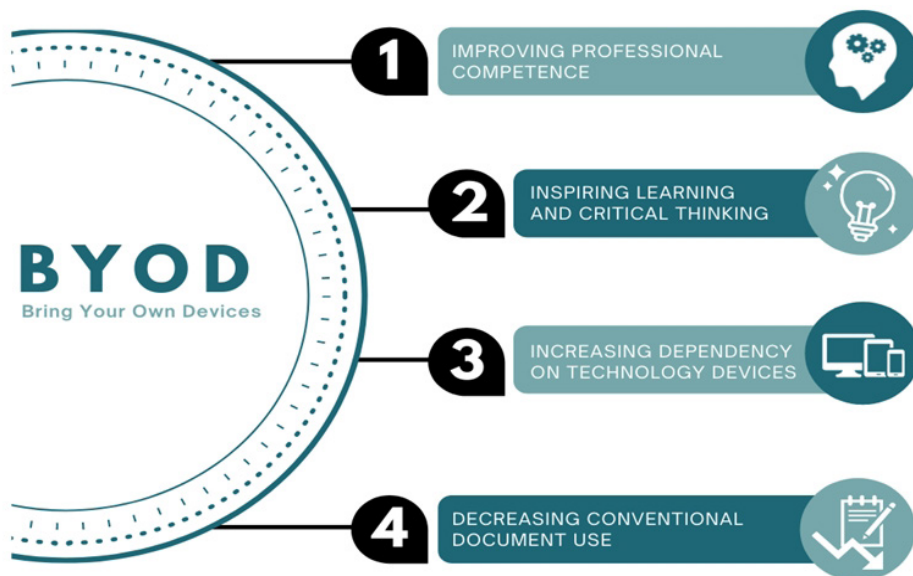 BYOD
Bring Your Own Devices
1
IMPROVING PROFESSIONAL
COMPETENCE
2
INSPIRING LEARNING
AND CRITICAL THINKING
3
INCREASING DEPENDENCY
ON TECHNOLOGY DEVICES
4
DECREASING CONVENTIONAL
DOCUMENT USE